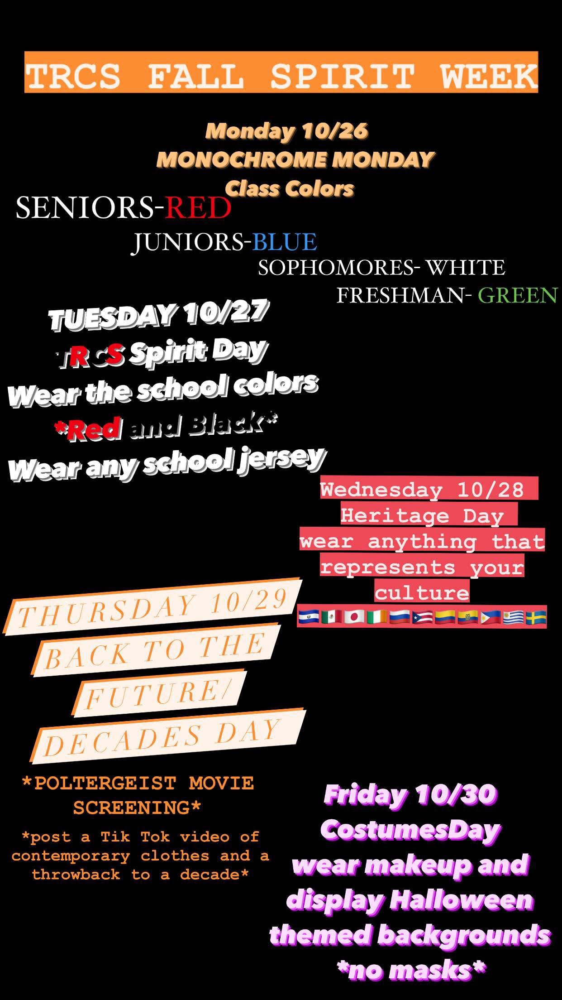 TRCS FALL SPIRIT WEEK
Monday 10/26
MONOCHROME MONDAY
Class Colors
SENIORS-RED
JUNIORS-BLUE
SOPHOMORES- WHITE
FRESHMAN- GREEN
TUESDAY 10/27
TRCS Spirit Day
Wear the school colors
*Red and Black*
Wear any school jersey
Wednesday 10/28
Heritage Day
wear anything that
represents your
culture
THURSDAY 10/29
BACK TO THE
FUTURE/
DECADES DAY
*POLTERGEIST MOVIE
SCREENING*
*post a Tik Tok video of
contemporary clothes and a
throwback to a decade*
Friday 10/30
CostumesDay
wear makeup and
display Halloween
themed backgrounds
*no masks*